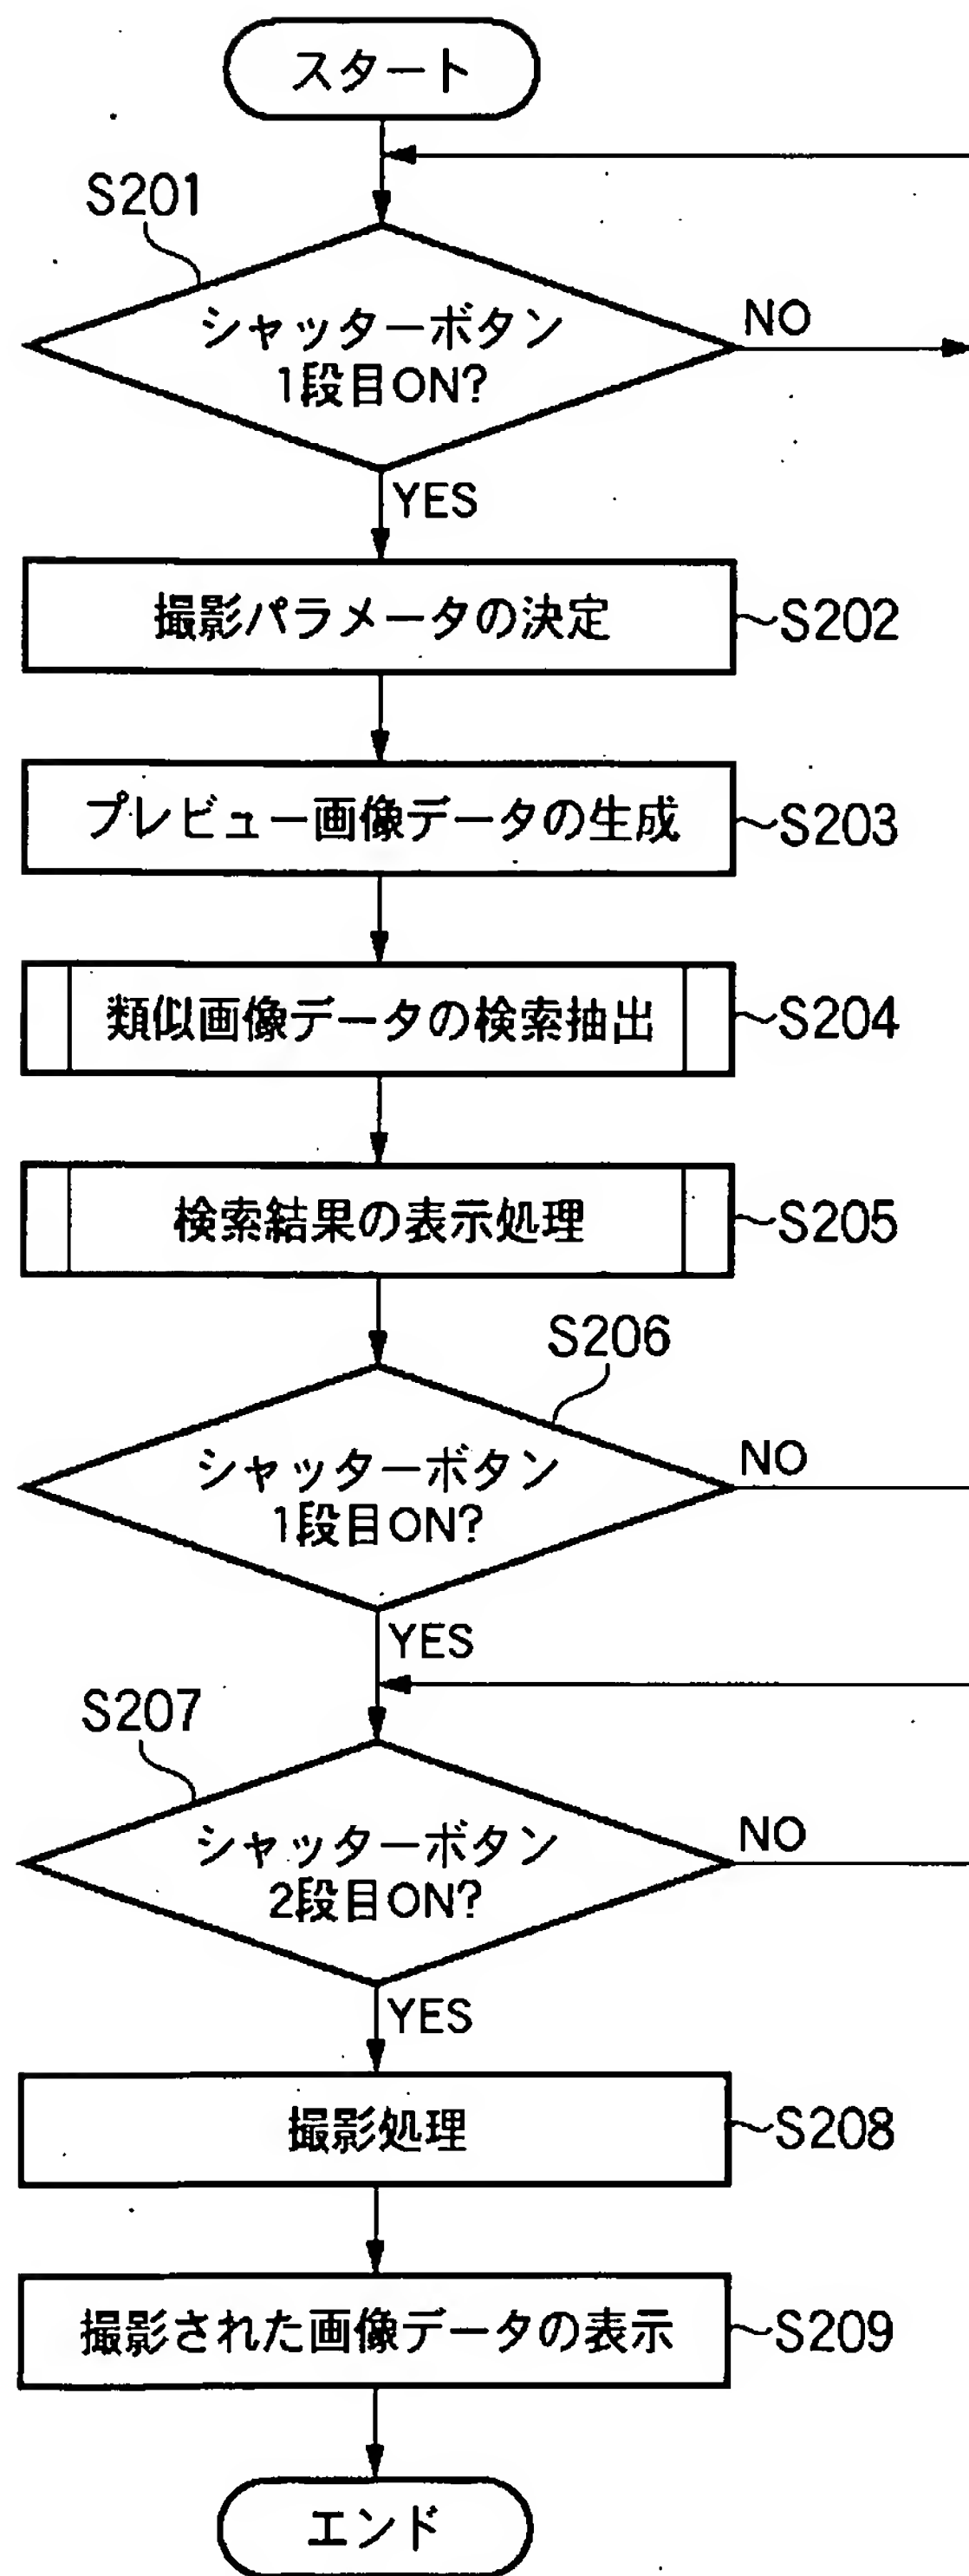 スタート
S201
シャッターボタン
1段目ON?
NO
YES
撮影パラメータの決定
S202
プレビュー画像データの生成
S203
類似画像データの検索抽出
S204
検索結果の表示処理
S205
S206
シャッターボタン
1段目ON?
NO
YES
S207
シャッターボタン
2段目ON?
NO
YES
撮影処理
S208
撮影された画像データの表示
S209
エンド